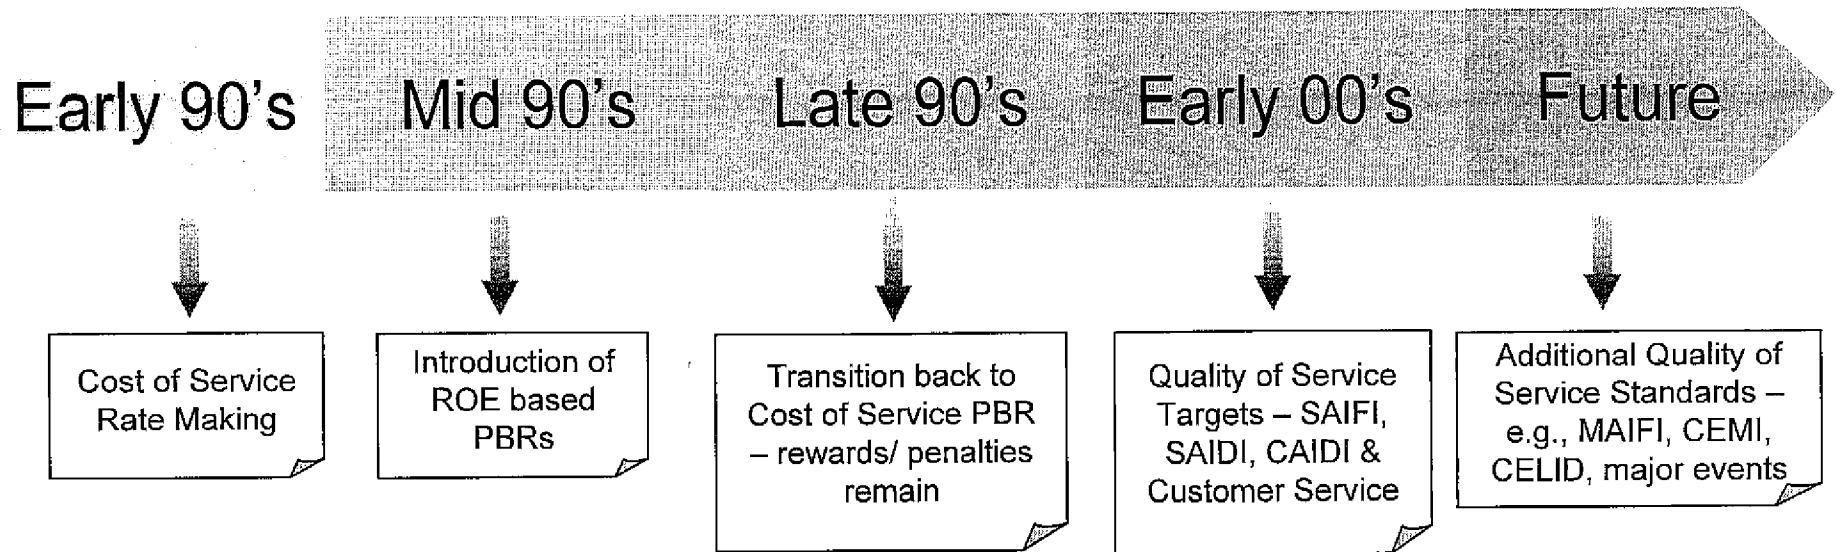 Early 90's
Mid 90's
Late 90's
Early 00's
Future
Cost of Service
Rate Making
Introduction of
ROE based
PBRs
Transition back to
Cost of Service PBR
– rewards/ penalties
remain
Quality of Service
Targets – SAIFI,
SAIDI, CAIDI &
Customer Service
Additional Quality of
Service Standards –
e.g., MAIFI, CEMI,
CELID, major events